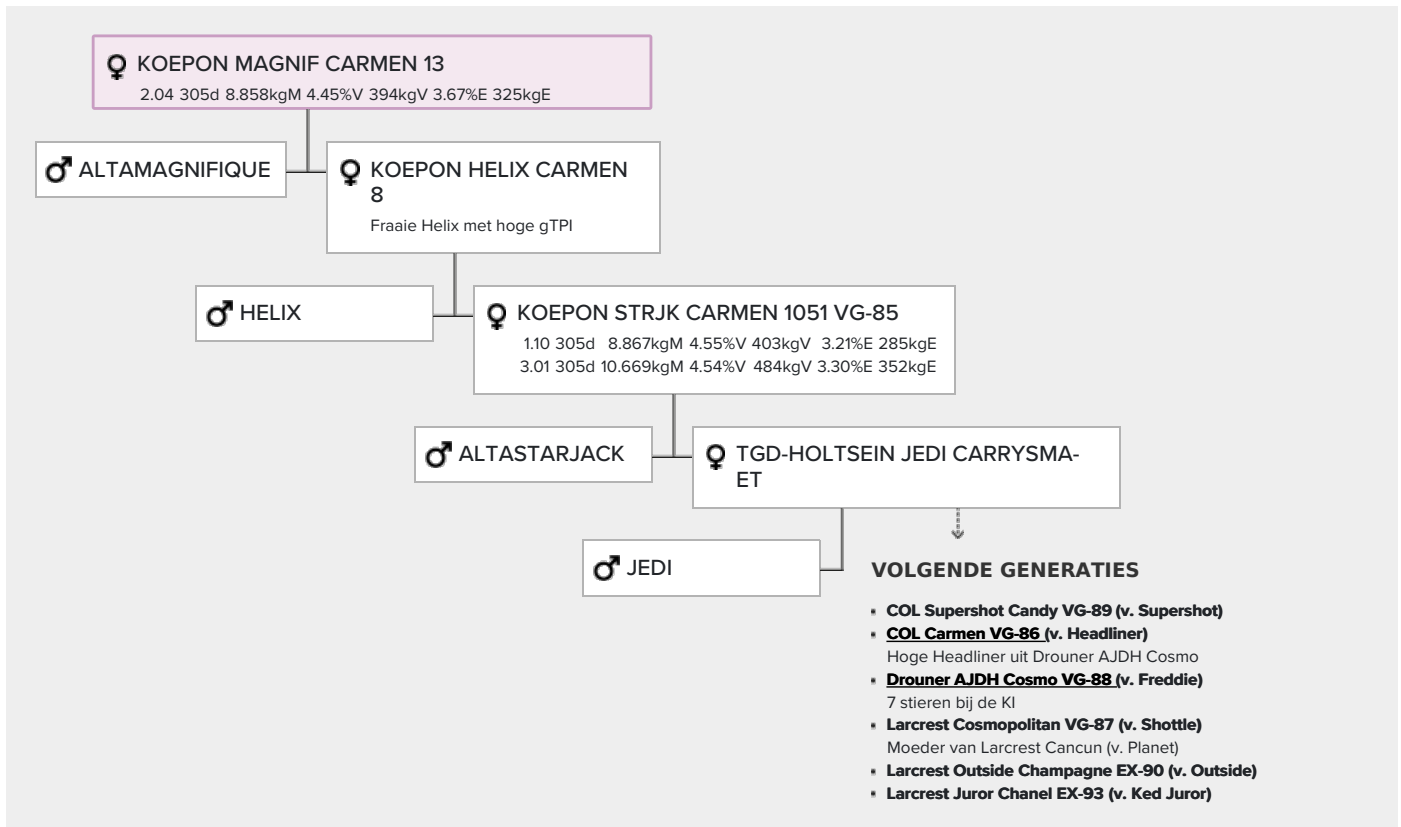 KOEPON MAGNIF CARMEN 13
2.04 305d 8.858kgM 4.45%V 394kgV 3.67%E 325kgE
ALTAMAGNIFIQUE
KOEPON HELIX CARMEN
8
Fraaie Helix met hoge gTPI
HELIX
KOEPON STRJK CARMEN 1051 VG-85
1.10 305d 8.867kgM 4.55%V 403kgV 3.21%E 285kgE
3.01 305d 10.669kgM 4.54%V 484kgV 3.30%E 352kgE
ALTASTARJACK
TGD-HOLTSEIN JEDI CARRYSMA-
ET
JEDI
VOLGENDE GENERATIES
COL Supershot Candy VG-89 (v. Supershot)
COL Carmen VG-86 (v. Headliner)
Hoge Headliner uit Drouner AJDH Cosmo
Drouner AJDH Cosmo VG-88 (v. Freddie)
7 stieren bij de KI
Larcrest Cosmopolitan VG-87 (v. Shottle)
Moeder van Larcrest Cancun (v. Planet)
Larcrest Outside Champagne EX-90 (v. Outside)
Larcrest Juror Chanel EX-93 (v. Ked Juror)